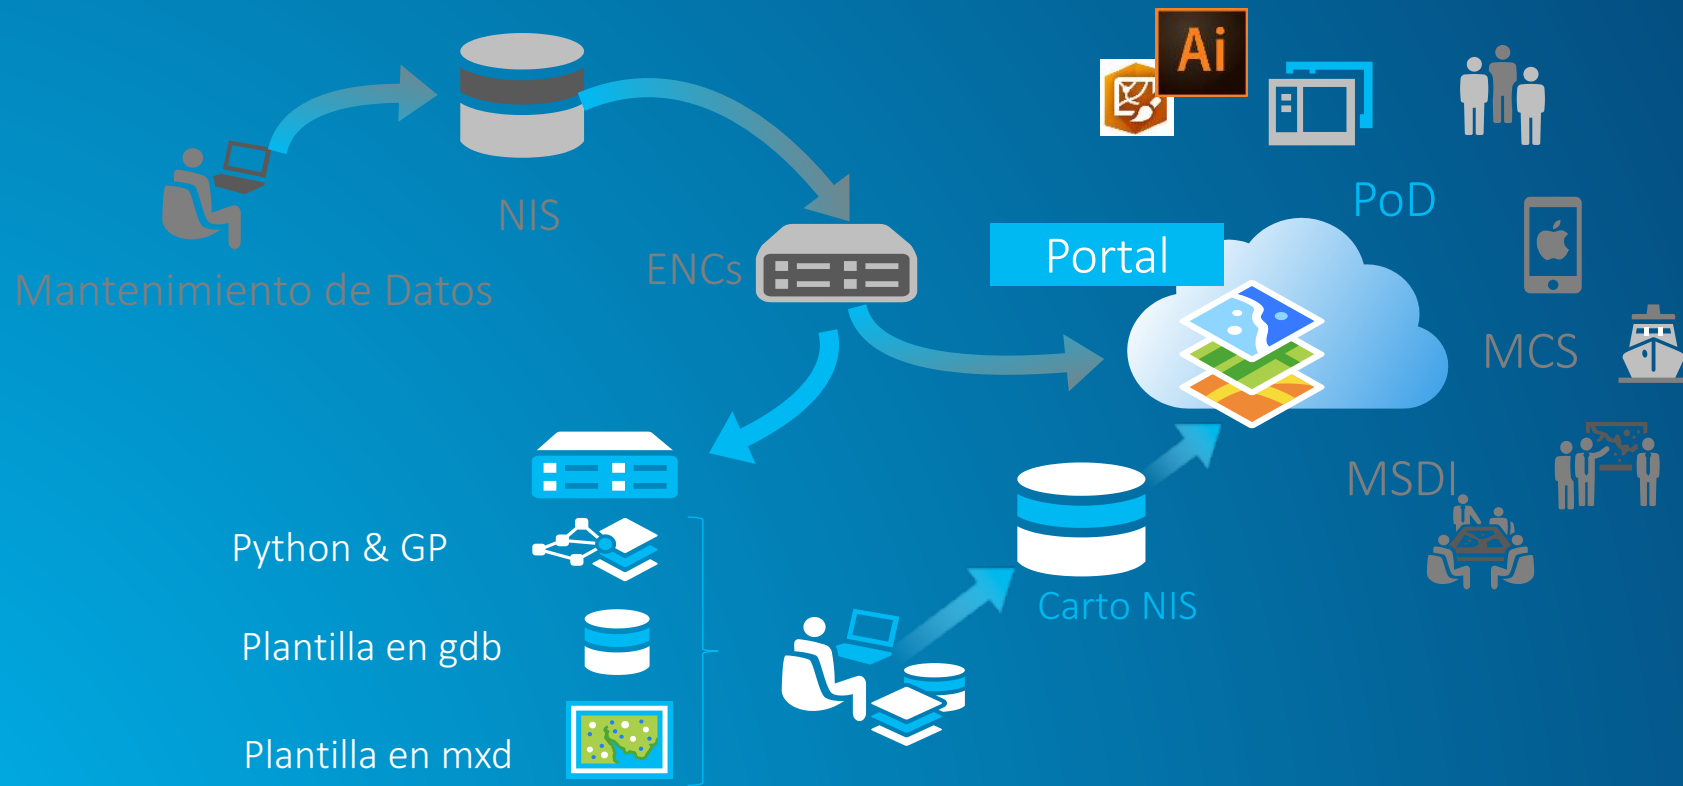 Ai
PoD
NIS
Portal
ENCs
Mantenimiento de Datos
MCS
MSDI
Python & GP
Carto NIS
Plantilla en gdb
Plantilla en mxd